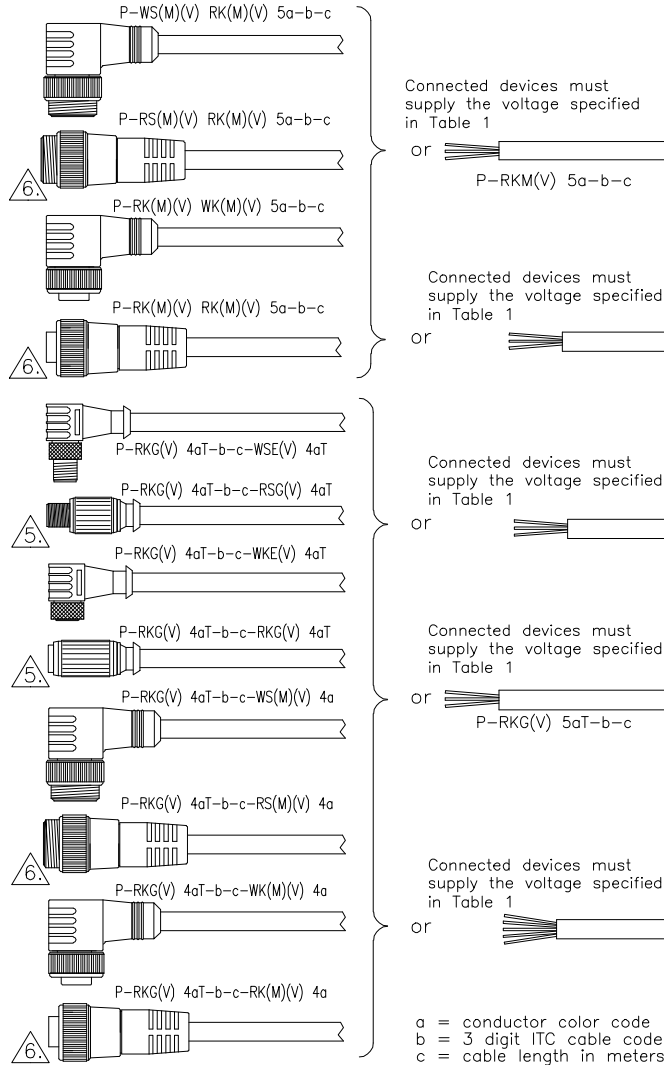 P-WS(M)(V) RK(M)(V) 5a-b-c
Connected devices must
supply the voltage specified
in Table 1
P-RS(M)(V) RK(M)(V) 5a-b-c
or
P-RKM(V) 5a-b-c
6.
P-RK(M)(V) WK(M)(V) 5a-b-c
Connected devices must
supply the voltage specified
in Table 1
P-RK(M)(V) RK(M)(V) 5a-b-c
or
6.
P-RKG(V) 4aT-b-c-WSE(V) 4aT
Connected devices must
supply the voltage specified
in Table 1
P-RKG(V) 4aT-b-c-RSG(V) 4aT
or
5.
P-RKG(V) 4aT-b-c-WKE(V) 4aT
P-RKG(V) 4aT-b-c-RKG(V) 4aT
Connected devices must
supply the voltage specified
in Table 1
5.
P-RKG(V) 4aT-b-c-WS(M)(V) 4a
or
P-RKG(V) 5aT-b-c
P-RKG(V) 4aT-b-c-RS(M)(V) 4a
6.
P-RKG(V) 4aT-b-c-WK(M)(V) 4a
Connected devices must
supply the voltage specified
in Table 1
or
P-RKG(V) 4aT-b-c-RK(M)(V) 4a
6.
a = conductor color code
b = 3 digit ITC cable code
c = cable length in meters